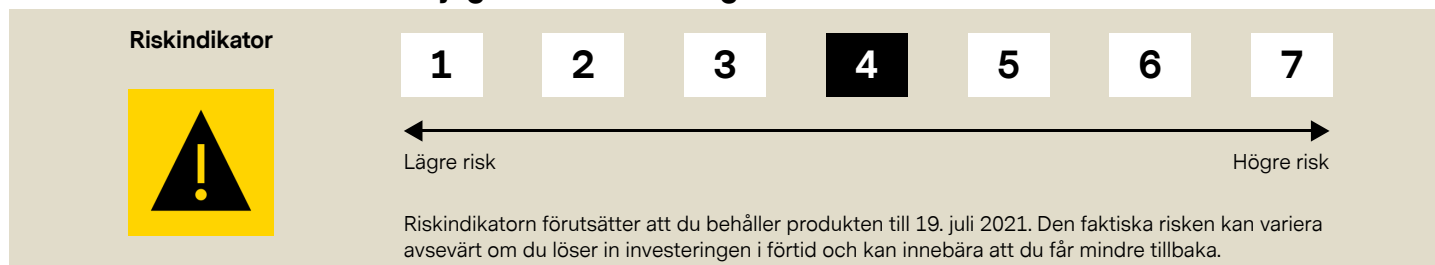 Riskindikator
1 2 3 4 5 6 7
Lägre risk Högre risk
Riskindikatorn förutsätter att du behåller produkten till 19. juli 2021. Den faktiska risken kan variera
avsevärt om du löser in investeringen i förtid och kan innebära att du får mindre tillbaka.